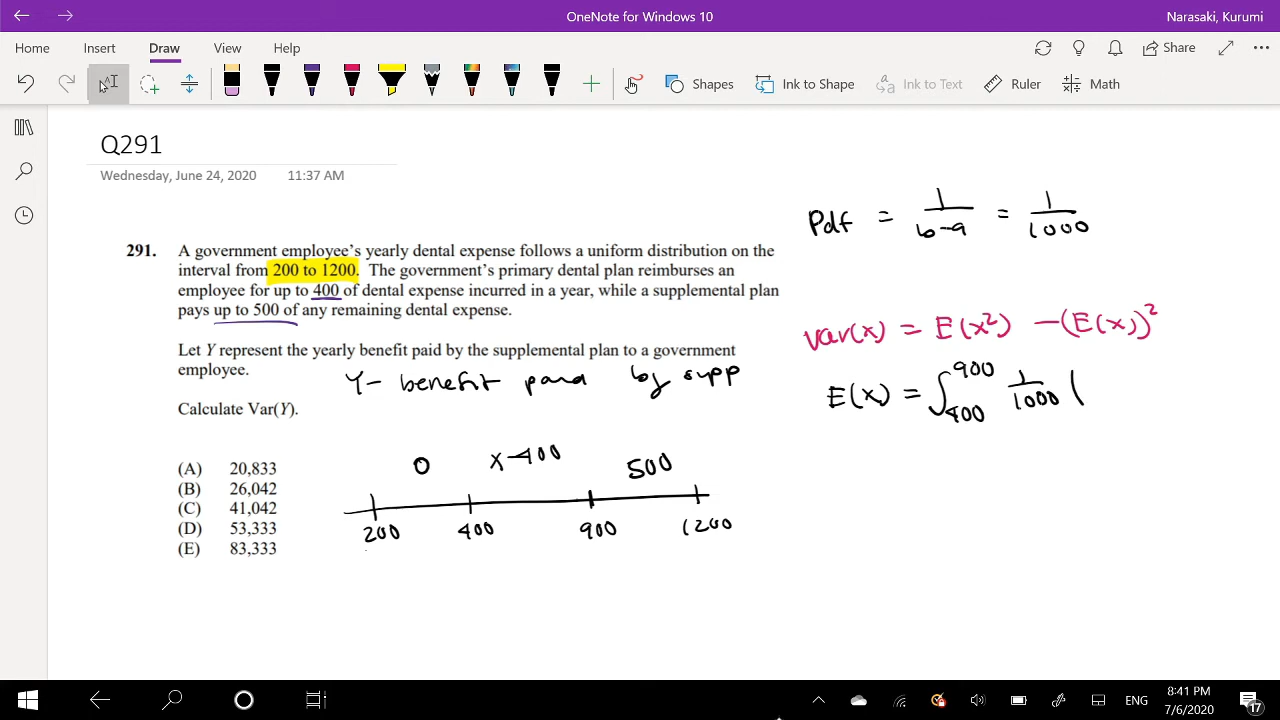 OneNote for Windows 10
Narasaki, Kurumi
Home Insert Draw View Help
Share
Shapes Ink to Shape Ink to Text Ruler Math
Q291
Wednesday, June 24, 2020 11:37 AM
291. A government employee's yearly dental expense follows a uniform distribution on the
interval from 200 to 1200. The government's primary dental plan reimburses an
employee for up to 400 of dental expense incurred in a year, while a supplemental plan
pays up to 500 of any remaining dental expense.
Let Y represent the yearly benefit paid by the supplemental plan to a government
employee.
Y- benefit paid by supp
Calculate Var(Y).
(A) 20,833
(B) 26,042
(C) 41,042
(D) 53,333
(E) 83,333
0 x-400 500
200 400 900 1200
Pdf = 1/b-a = 1/1000
var(x) = E(x²) -(E(x))²
E(x) = ∫₄₀₀⁹⁰⁰ 1/1000 (
ENG
8:41 PM
7/6/2020
17